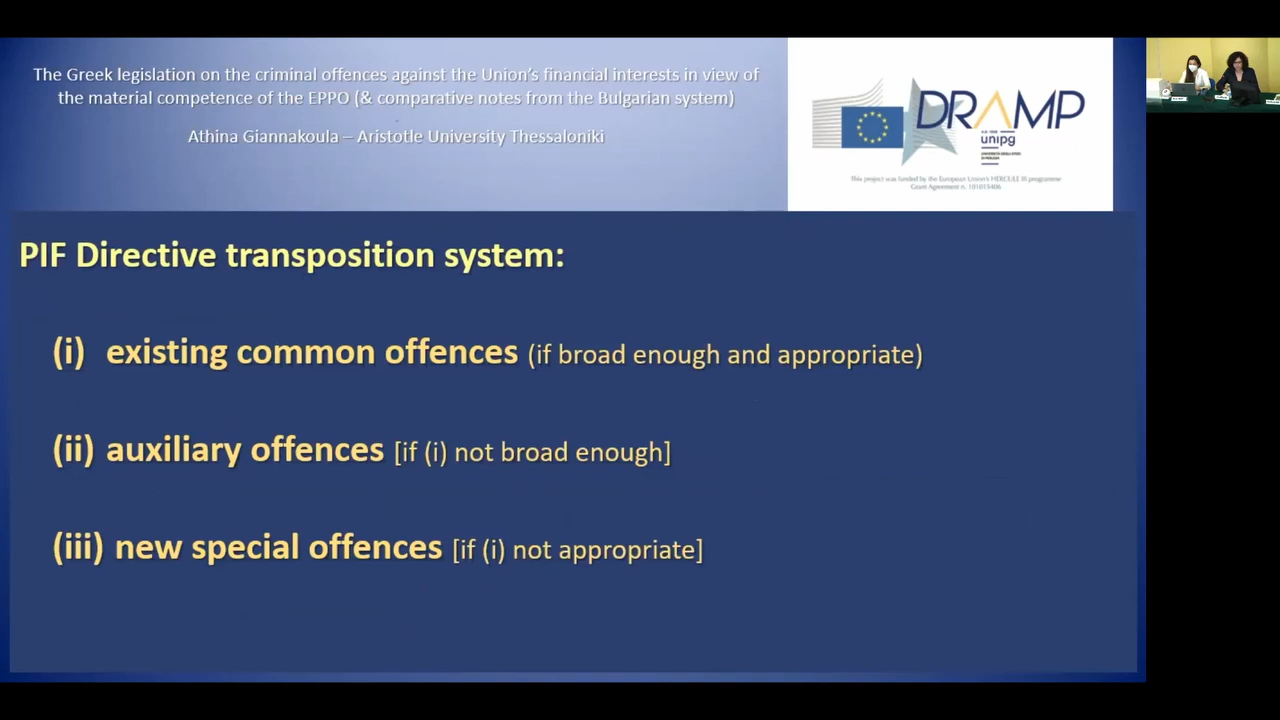 The Greek legislation on the criminal offences against the Union's financial interests in view of
the material competence of the EPPO (& comparative notes from the Bulgarian system)
Athina Giannakoula – Aristotle University Thessaloniki
DRAMP
unipg
This project was funded by the European Union's HERCULE III programme
Grant Agreement n. 101015406
PIF Directive transposition system:
(i) existing common offences (if broad enough and appropriate)
(ii) auxiliary offences [if (i) not broad enough]
(iii) new special offences [if (i) not appropriate]